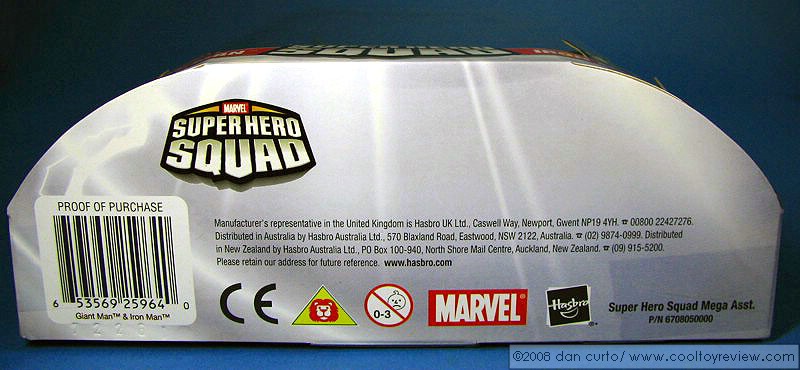 SUPER HERO
SQUAD
MARVEL
SUPER HERO
SQUAD
PROOF OF PURCHASE
6 53569 25964 0
Giant Man™ & Iron Man™
Manufacturer's representative in the United Kingdom is Hasbro UK Ltd., Caswell Way, Newport, Gwent NP19 4YH. ☎ 00800 22427276.
Distributed in Australia by Hasbro Australia Ltd., 570 Blaxland Road, Eastwood, NSW 2122, Australia. ☎ (02) 9874-0999. Distributed
in New Zealand by Hasbro Australia Ltd., PO Box 100-940, North Shore Mail Centre, Auckland, New Zealand. ☎ (09) 915-5200.
Please retain our address for future reference. www.hasbro.com
CE
0-3
MARVEL®
Hasbro ®
Super Hero Squad Mega Asst.
P/N 6708050000
©2008 dan curto/ www.cooltoyreview.com